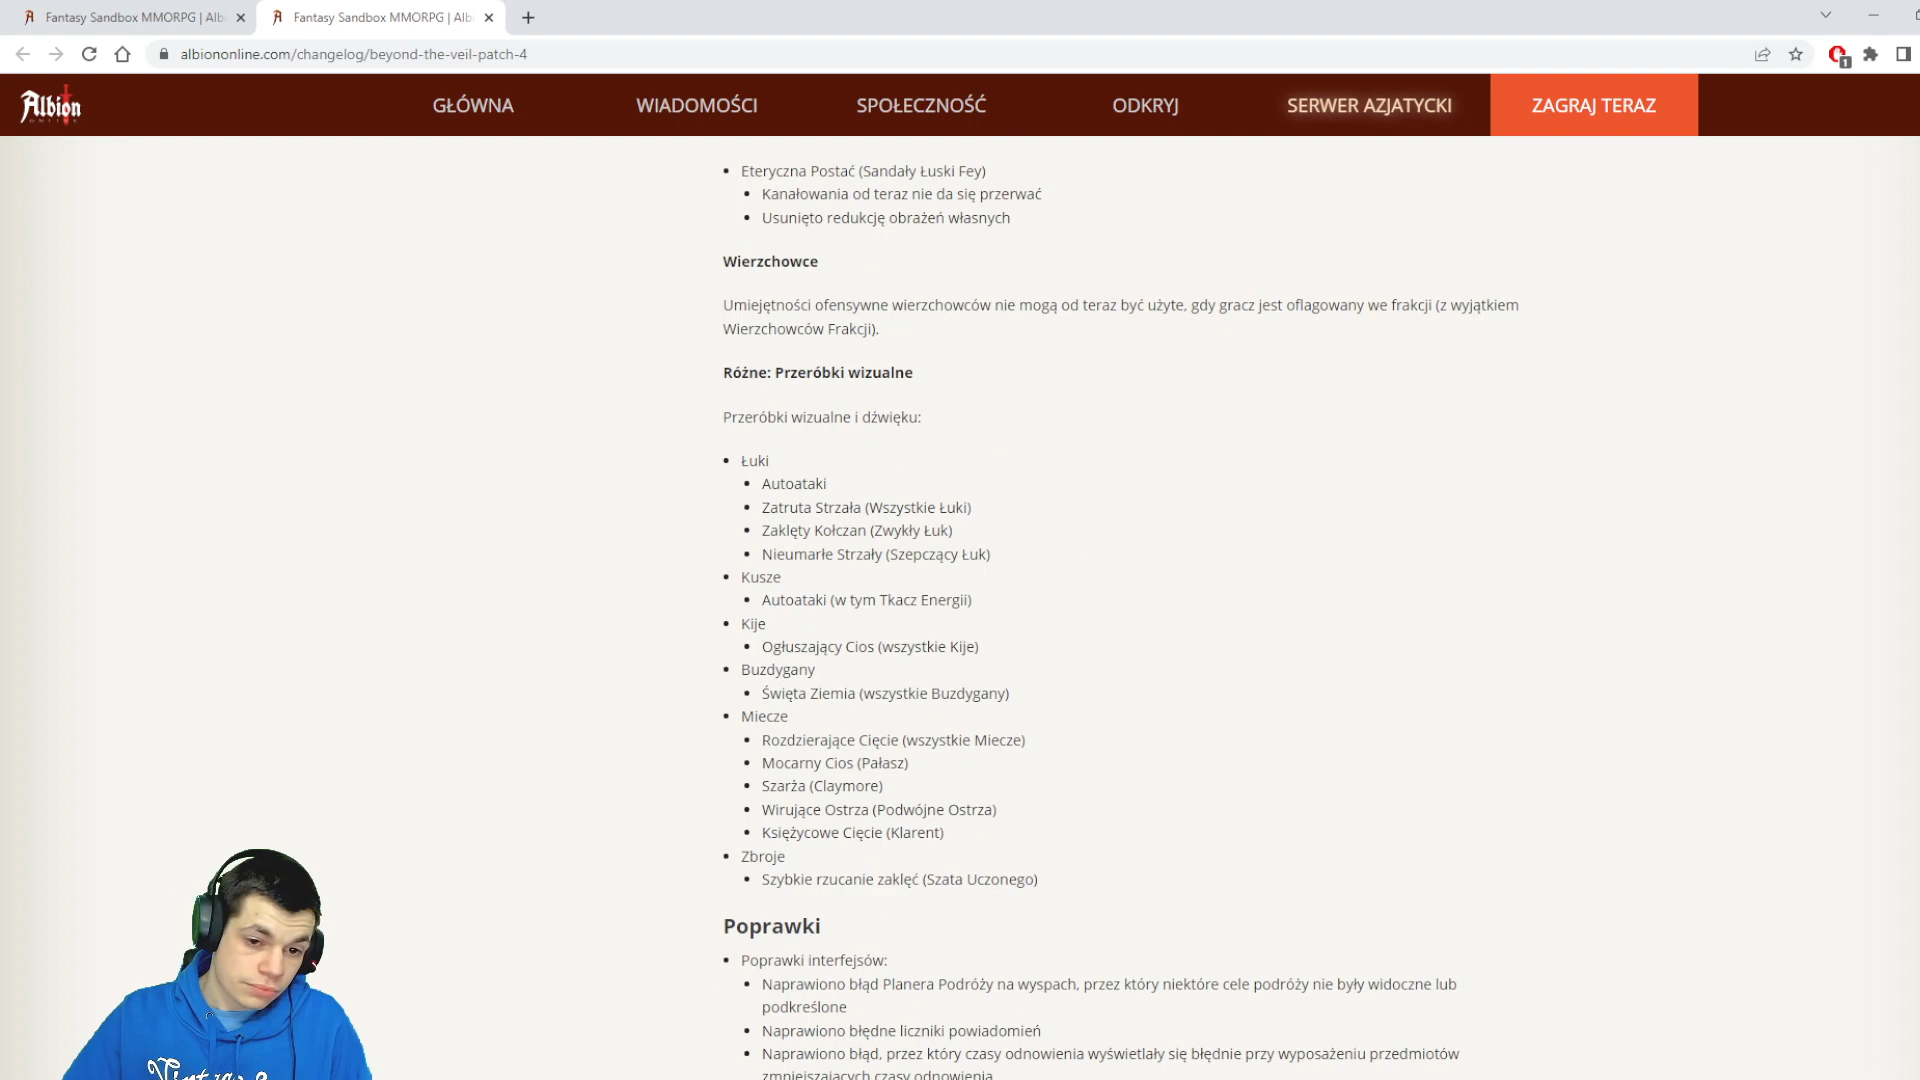 Fantasy Sandbox MMORPG | Alb
Fantasy Sandbox MMORPG | Alb
albiononline.com/changelog/beyond-the-veil-patch-4
1
Albion
ONLINE
GŁÓWNA
WIADOMOŚCI
SPOŁECZNOŚĆ
ODKRYJ
SERWER AZJATYCKI
ZAGRAJ TERAZ
Eteryczna Postać (Sandały Łuski Fey)
Kanałowania od teraz nie da się przerwać
Usunięto redukcję obrażeń własnych
Wierzchowce
Umiejętności ofensywne wierzchowców nie mogą od teraz być użyte, gdy gracz jest oflagowany we frakcji (z wyjątkiem
Wierzchowców Frakcji).
Różne: Przeróbki wizualne
Przeróbki wizualne i dźwięku:
Łuki
Autoataki
Zatruta Strzała (Wszystkie Łuki)
Zaklęty Kołczan (Zwykły Łuk)
Nieumarłe Strzały (Szepczący Łuk)
Kusze
Autoataki (w tym Tkacz Energii)
Kije
Ogłuszający Cios (wszystkie Kije)
Buzdygany
Święta Ziemia (wszystkie Buzdygany)
Miecze
Rozdzierające Cięcie (wszystkie Miecze)
Mocarny Cios (Pałasz)
Szarża (Claymore)
Wirujące Ostrza (Podwójne Ostrza)
Księżycowe Cięcie (Klarent)
Zbroje
Szybkie rzucanie zaklęć (Szata Uczonego)
Poprawki
Poprawki interfejsów:
Naprawiono błąd Planera Podróży na wyspach, przez który niektóre cele podróży nie były widoczne lub
podkreślone
Naprawiono błędne liczniki powiadomień
Naprawiono błąd, przez który czasy odnowienia wyświetlały się błędnie przy wyposażeniu przedmiotów
zmniejszających czasy odnowienia